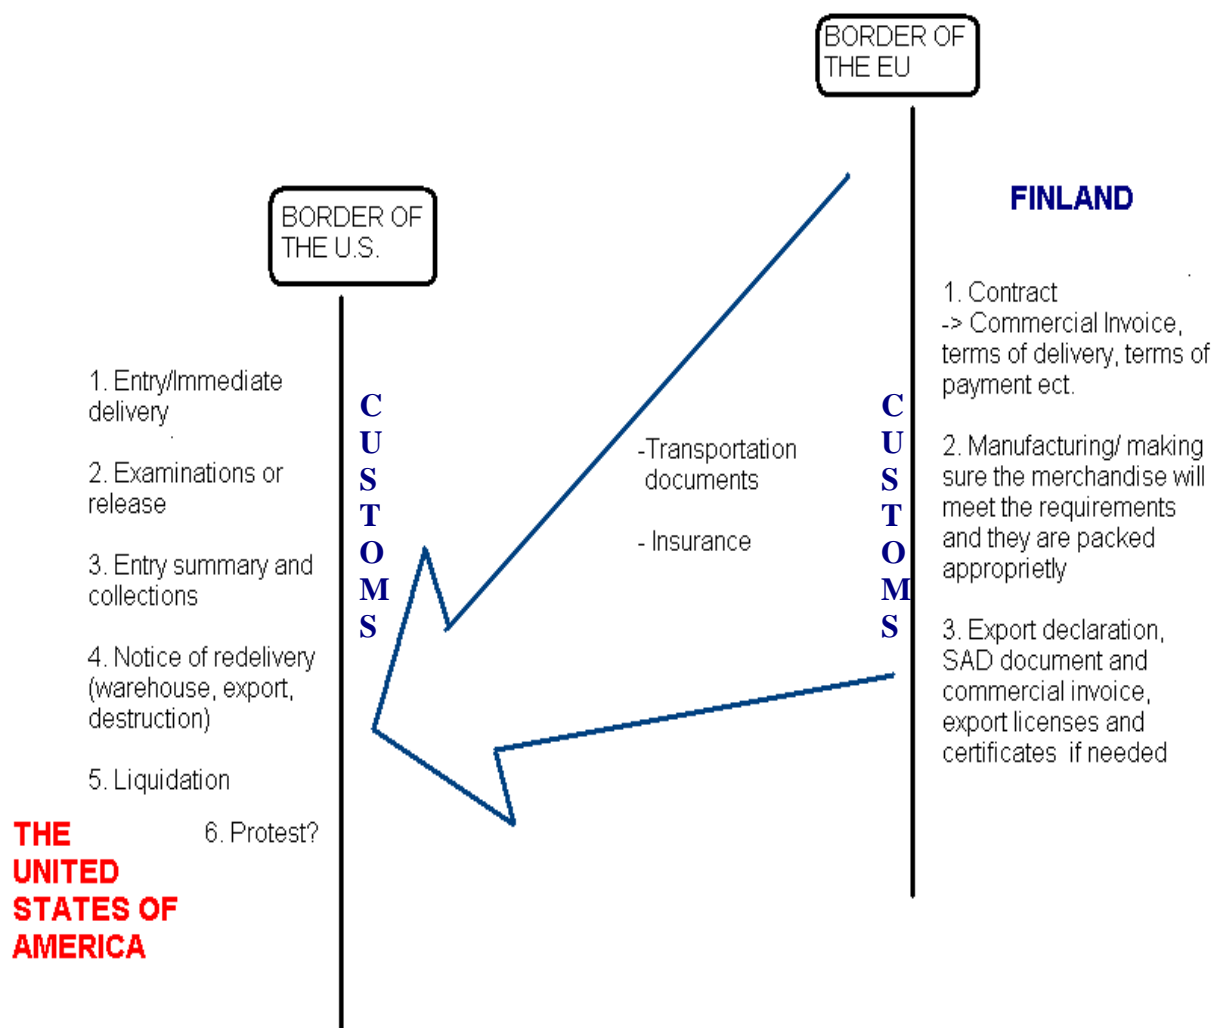 BORDER OF
THE EU
FINLAND
BORDER OF
THE U.S.
1. Contract
-> Commercial Invoice,
terms of delivery, terms of
payment ect.
2. Manufacturing/ making
sure the merchandise will
meet the requirements
and they are packed
approprietly
3. Export declaration,
SAD document and
commercial invoice,
export licenses and
certificates if needed
C
U
S
T
O
M
S
-Transportation
documents
- Insurance
C
U
S
T
O
M
S
1. Entry/Immediate
delivery
2. Examinations or
release
3. Entry summary and
collections
4. Notice of redelivery
(warehouse, export,
destruction)
5. Liquidation
6. Protest?
THE
UNITED
STATES OF
AMERICA